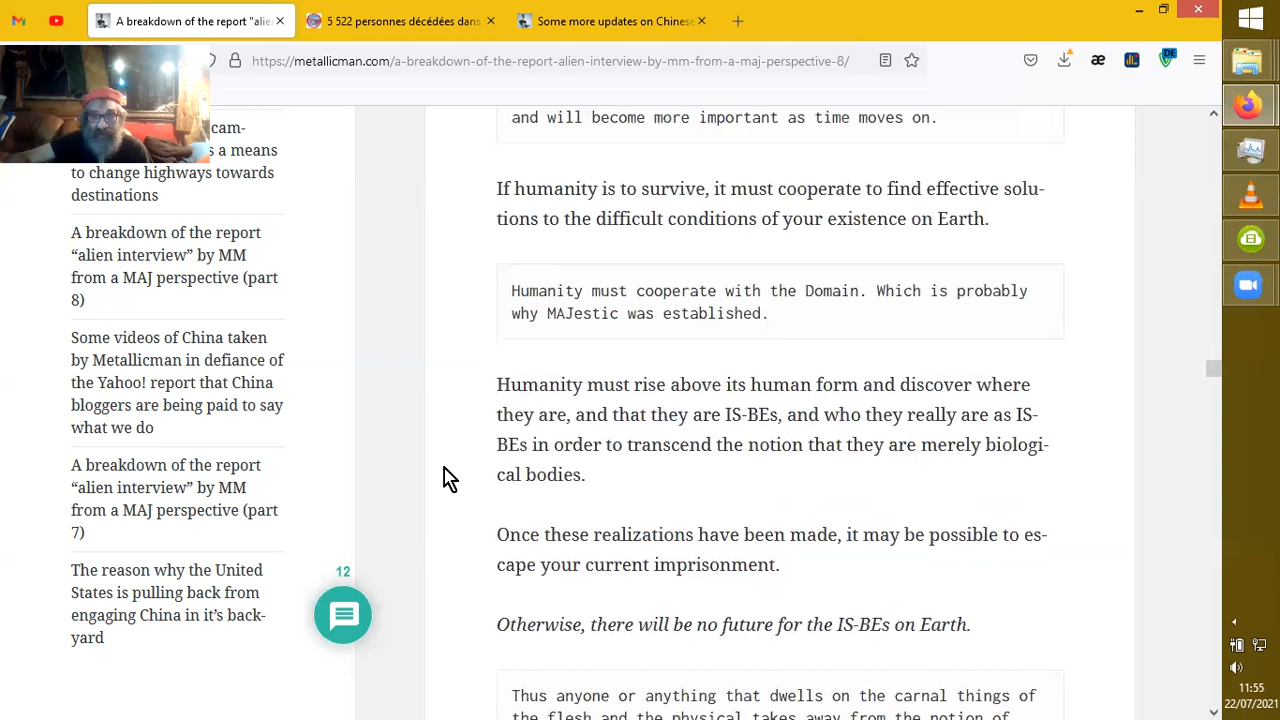 A breakdown of the report "alie
5 522 personnes décédées dans
Some more updates on Chinese
https://metallicman.com/a-breakdown-of-the-r alien-interview-by-mm-from maj-perspective-8/
æ
DE
cam-
s a means
to change highways towards
destinations
A breakdown of the report
“alien interview” by MM
from a MAJ perspective (part
8)
Some videos of China taken
by Metallicman in defiance of
the Yahoo! report that China
bloggers are being paid to say
what we do
A breakdown of the report
“alien interview” by MM
from a MAJ perspective (part
7)
The reason why the United
States is pulling back from
engaging China in it’s back-
yard
12
and will become more important as time moves on.
If humanity is to survive, it must cooperate to find effective solu-
tions to the difficult conditions of your existence on Earth.
Humanity must cooperate with the Domain. Which is probably
why MAJestic was established.
Humanity must rise above its human form and discover where
they are, and that they are IS-BEs, and who they really are as IS-
BEs in order to transcend the notion that they are merely biologi-
cal bodies.
Once these realizations have been made, it may be possible to es-
cape your current imprisonment.
Otherwise, there will be no future for the IS-BEs on Earth.
Thus anyone or anything that dwells on the carnal things of
the flesh and the physical takes away from the notion of
11:55
22/07/2021